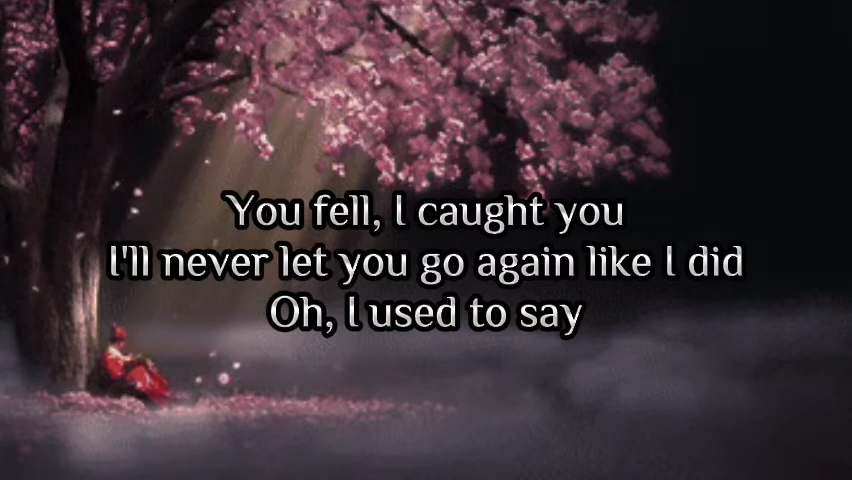 You fell, I caught you
I'll never let you go again like I did
Oh, I used to say